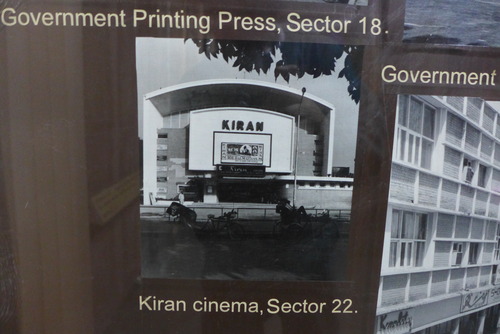 Government Printing Press, Sector 18.
Government
KIRAN
Kiran cinema, Sector 22.